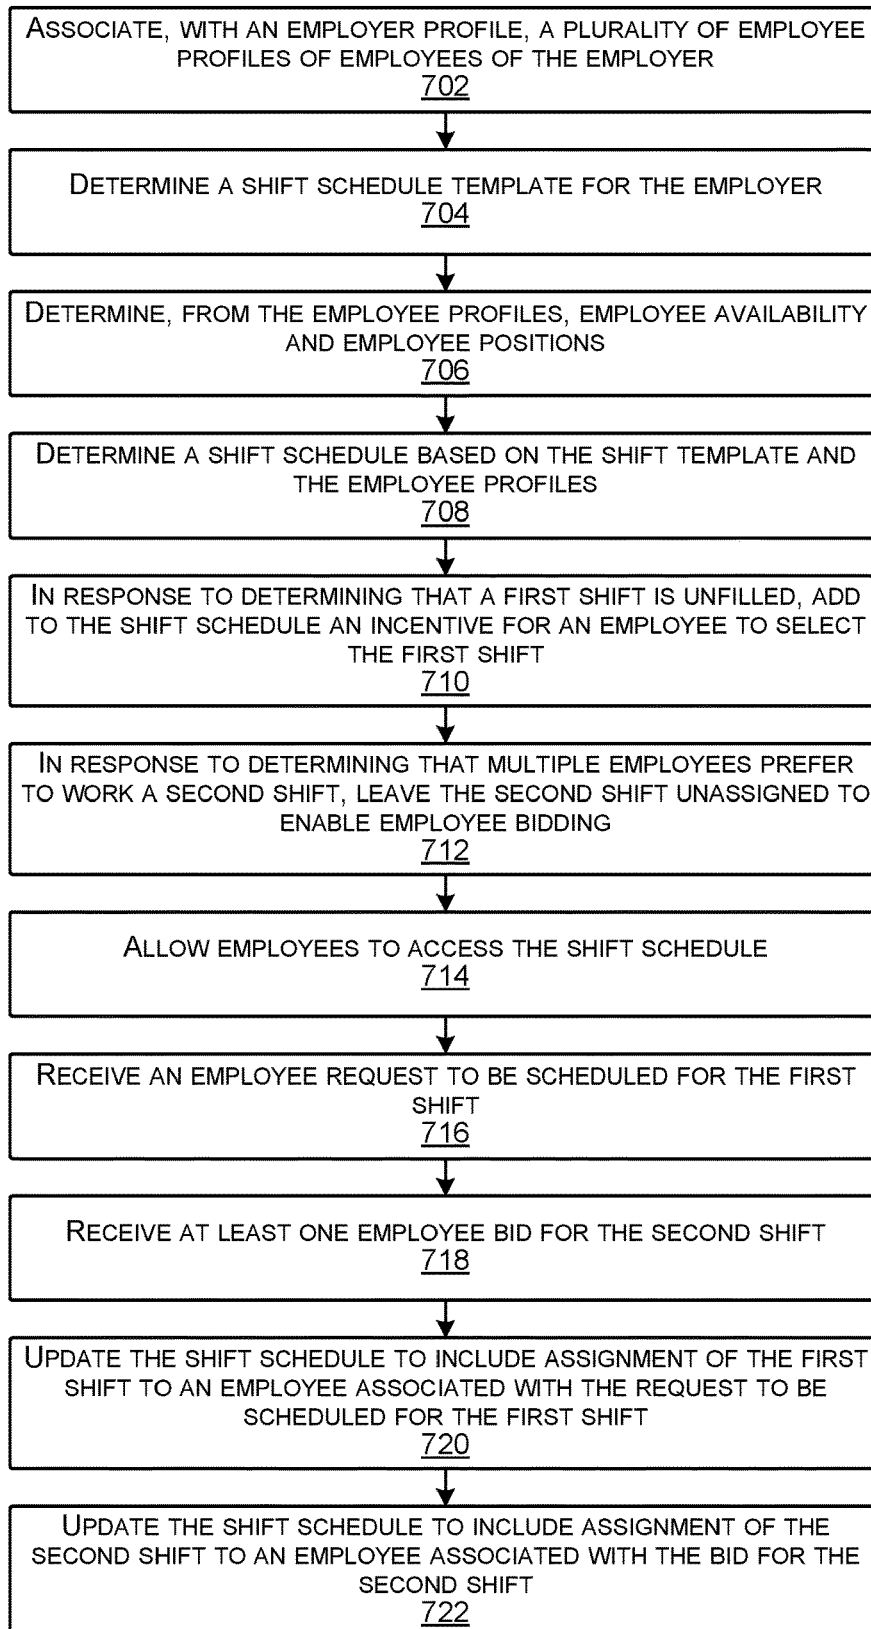 ASSOCIATE, WITH AN EMPLOYER PROFILE, A PLURALITY OF EMPLOYEE
PROFILES OF EMPLOYEES OF THE EMPLOYER
702
DETERMINE A SHIFT SCHEDULE TEMPLATE FOR THE EMPLOYER
704
DETERMINE, FROM THE EMPLOYEE PROFILES, EMPLOYEE AVAILABILITY
AND EMPLOYEE POSITIONS
706
DETERMINE A SHIFT SCHEDULE BASED ON THE SHIFT TEMPLATE AND
THE EMPLOYEE PROFILES
708
IN RESPONSE TO DETERMINING THAT A FIRST SHIFT IS UNFILLED, ADD
TO THE SHIFT SCHEDULE AN INCENTIVE FOR AN EMPLOYEE TO SELECT
THE FIRST SHIFT
710
IN RESPONSE TO DETERMINING THAT MULTIPLE EMPLOYEES PREFER
TO WORK A SECOND SHIFT, LEAVE THE SECOND SHIFT UNASSIGNED TO
ENABLE EMPLOYEE BIDDING
712
ALLOW EMPLOYEES TO ACCESS THE SHIFT SCHEDULE
714
RECEIVE AN EMPLOYEE REQUEST TO BE SCHEDULED FOR THE FIRST
SHIFT
716
RECEIVE AT LEAST ONE EMPLOYEE BID FOR THE SECOND SHIFT
718
UPDATE THE SHIFT SCHEDULE TO INCLUDE ASSIGNMENT OF THE FIRST
SHIFT TO AN EMPLOYEE ASSOCIATED WITH THE REQUEST TO BE
SCHEDULED FOR THE FIRST SHIFT
720
UPDATE THE SHIFT SCHEDULE TO INCLUDE ASSIGNMENT OF THE
SECOND SHIFT TO AN EMPLOYEE ASSOCIATED WITH THE BID FOR THE
SECOND SHIFT
722